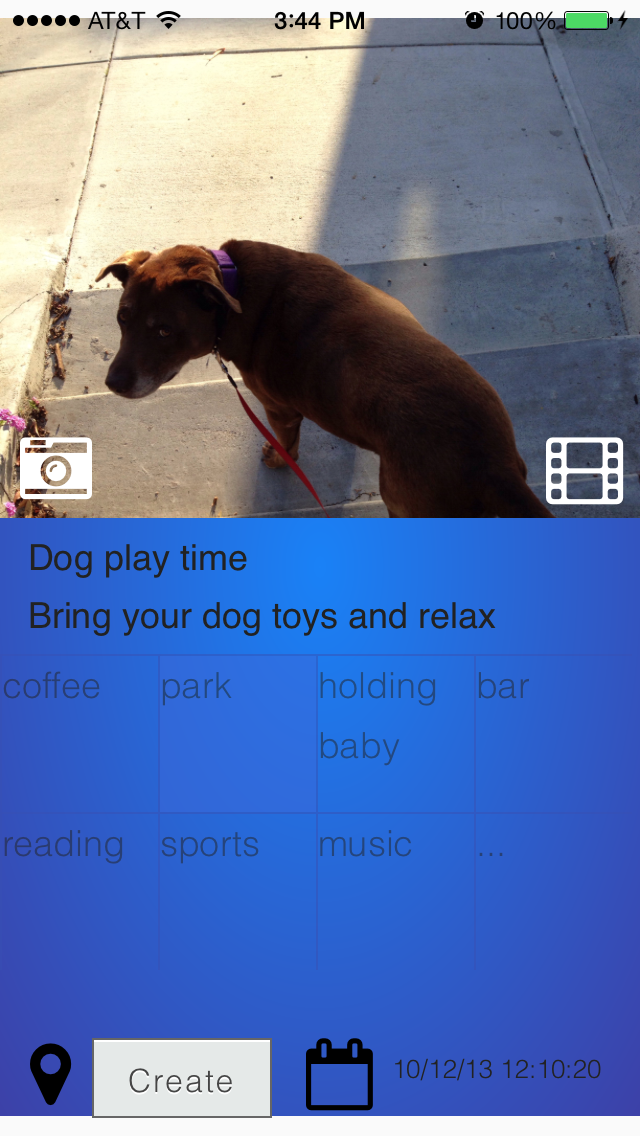 AT&T 3:44 PM 100%
Dog play time
Bring your dog toys and relax
coffee park holding baby bar
reading sports music ...
Create 10/12/13 12:10:20